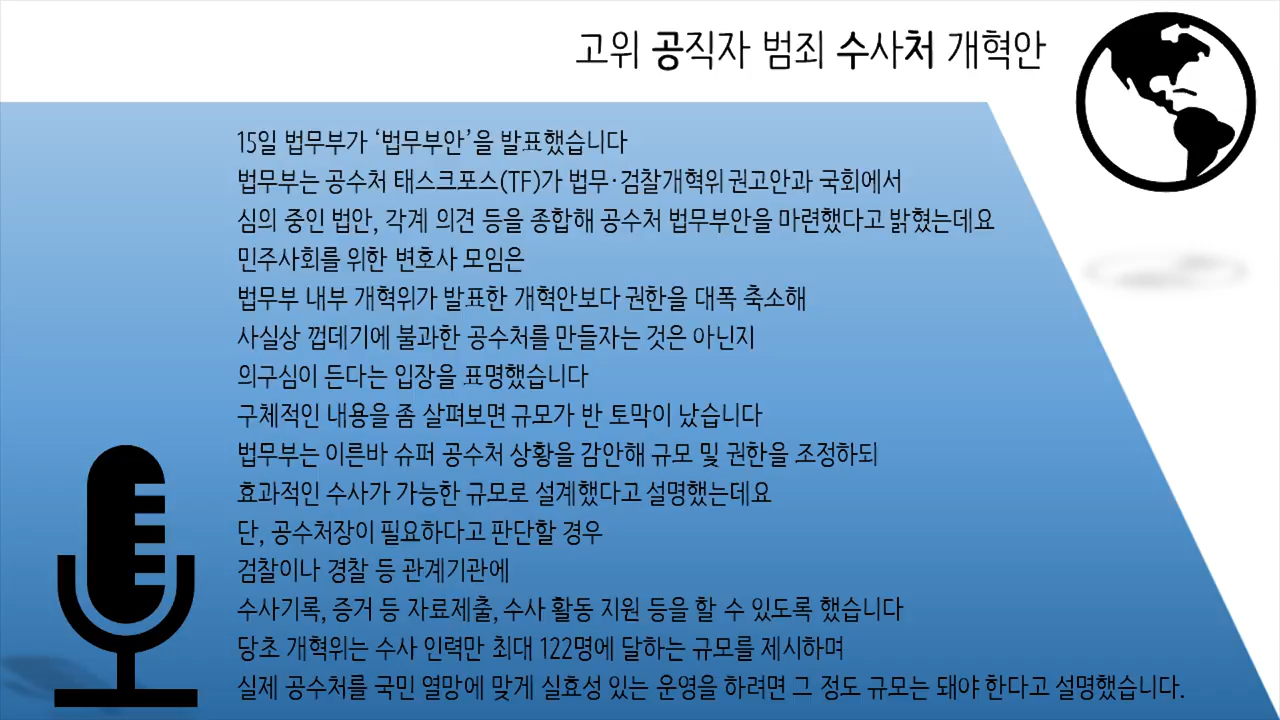 고위 공직자 범죄 수사처 개혁안
15일 법무부가 ‘법무부안’을 발표했습니다
법무부는 공수처 태스크포스(TF)가 법무·검찰개혁위 권고안과 국회에서
심의 중인 법안, 각계 의견 등을 종합해 공수처 법무부안을 마련했다고 밝혔는데요
민주사회를 위한 변호사 모임은
법무부 내부 개혁위가 발표한 개혁안보다 권한을 대폭 축소해
사실상 껍데기에 불과한 공수처를 만들자는 것은 아닌지
의구심이 든다는 입장을 표명했습니다
구체적인 내용을 좀 살펴보면 규모가 반 토막이 났습니다
법무부는 이른바 슈퍼 공수처 상황을 감안해 규모 및 권한을 조정하되
효과적인 수사가 가능한 규모로 설계했다고 설명했는데요
단, 공수처장이 필요하다고 판단할 경우
검찰이나 경찰 등 관계기관에
수사기록, 증거 등 자료제출, 수사 활동 지원 등을 할 수 있도록 했습니다
당초 개혁위는 수사 인력만 최대 122명에 달하는 규모를 제시하며
실제 공수처를 국민 열망에 맞게 실효성 있는 운영을 하려면 그 정도 규모는 돼야 한다고 설명했습니다.